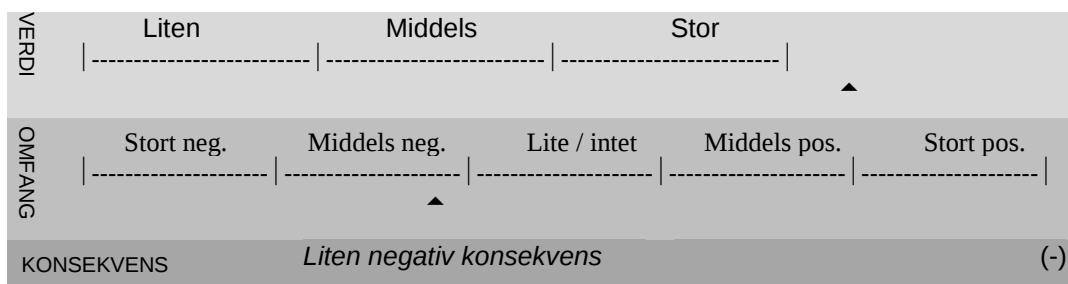 VERDI
Liten Middels Stor
|--------------------------|--------------------------|--------------------------|
OMFANG
Stort neg. Middels neg. Lite / intet Middels pos. Stort pos.
|---------------------|---------------------|---------------------|---------------------|---------------------|
KONSEKVENS Liten negativ konsekvens (-)